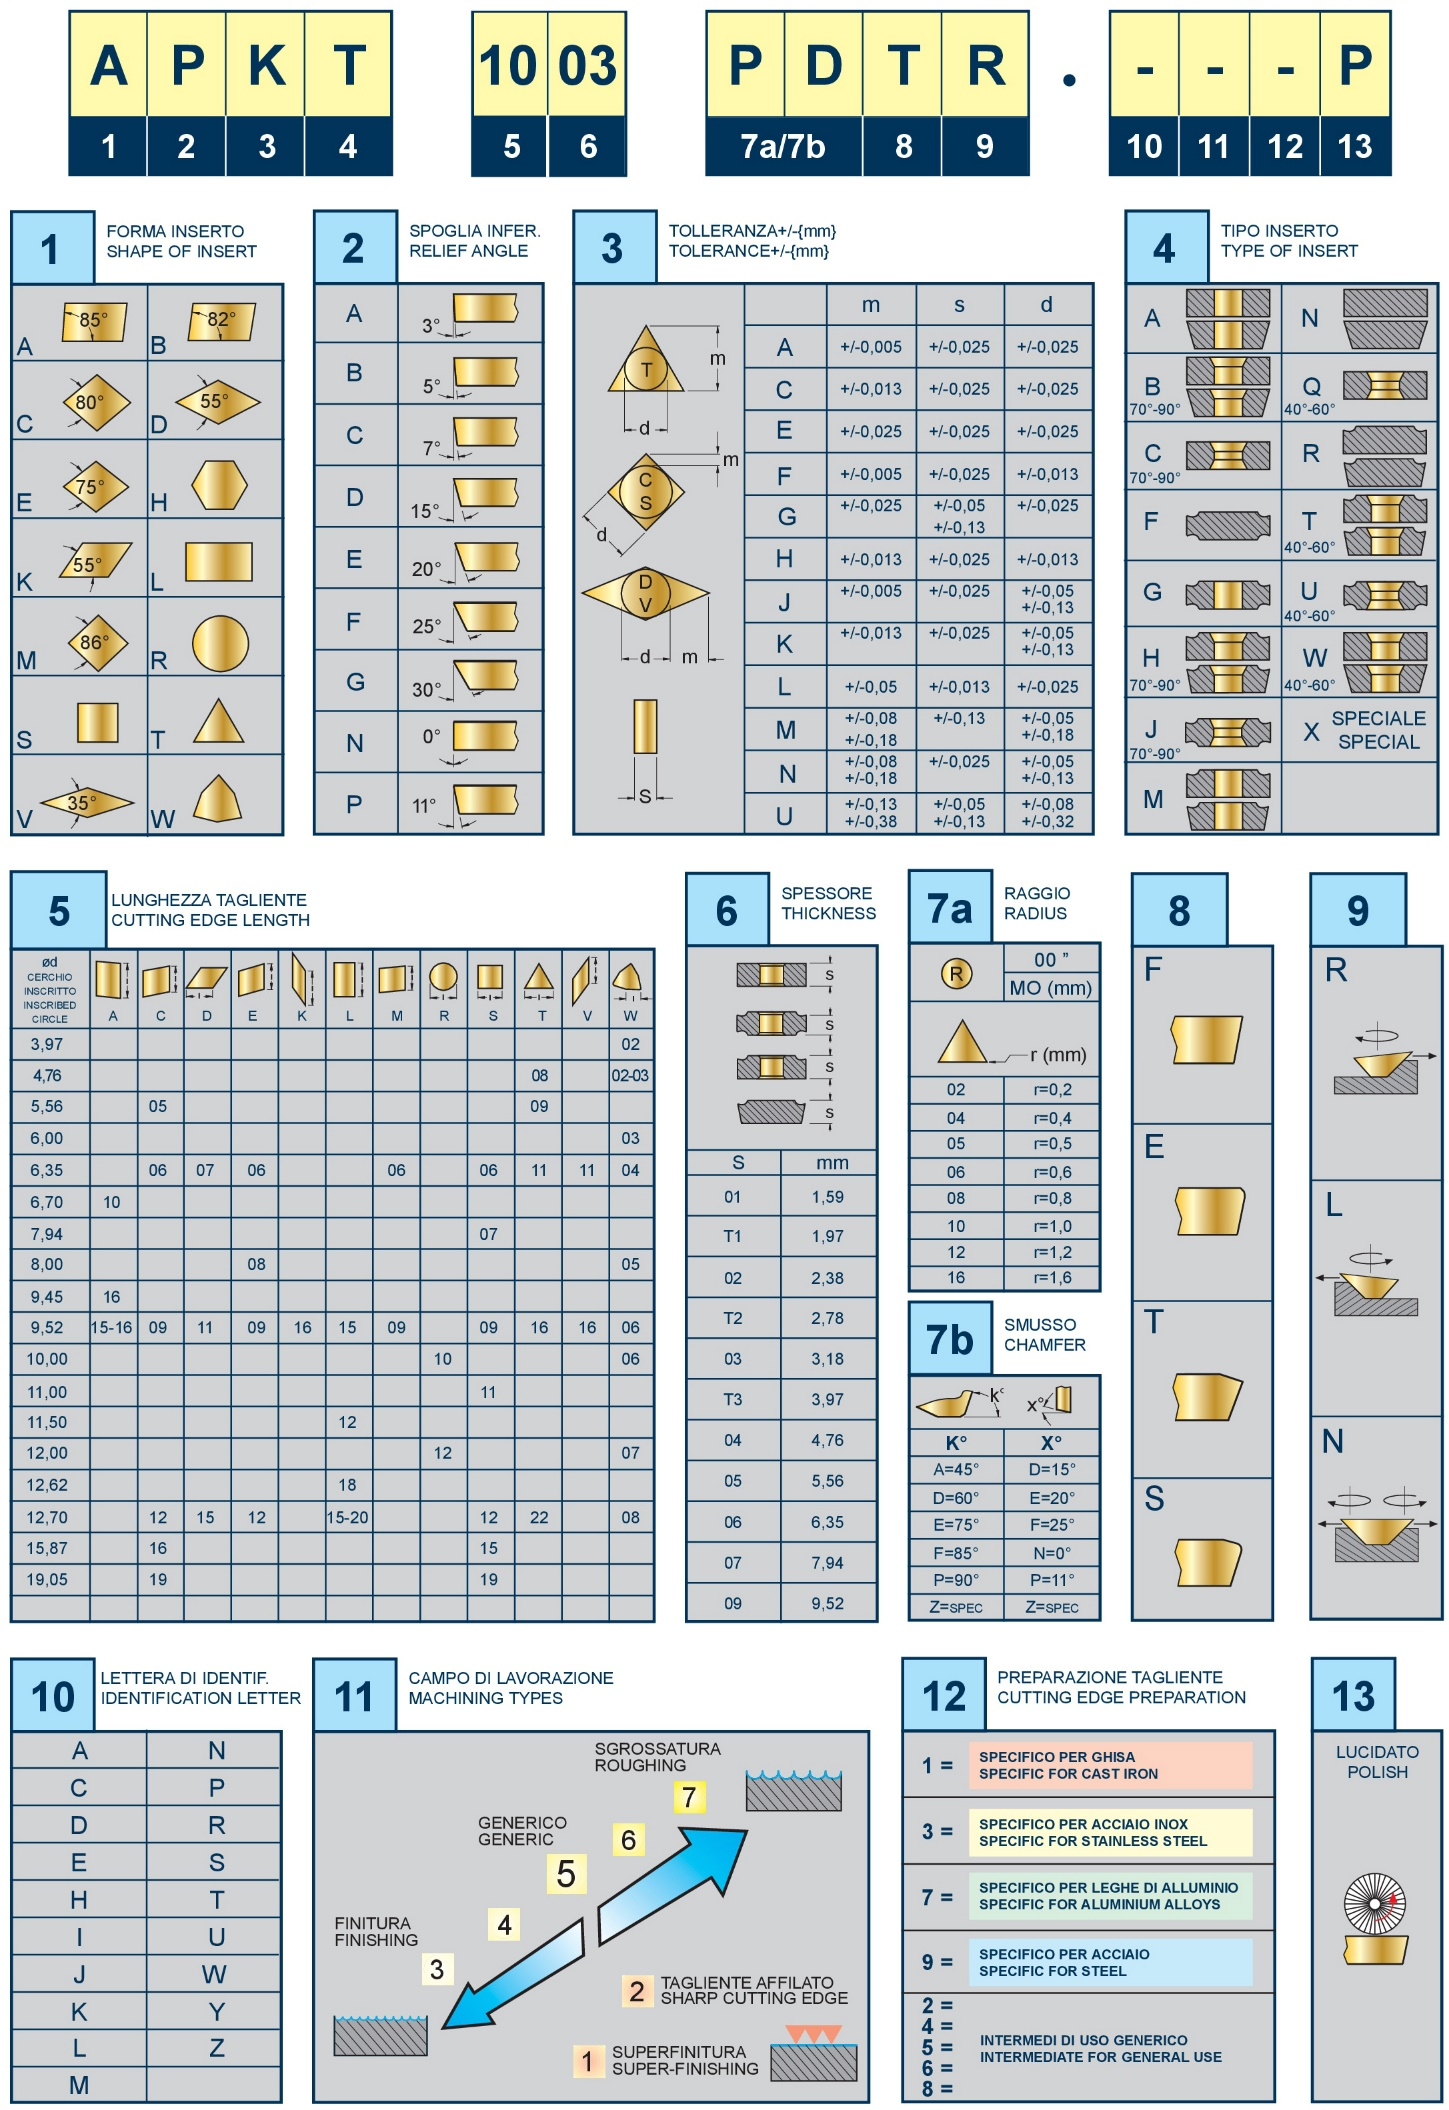 A P K T 10 03 P D T R . - - - P
1 2 3 4 5 6 7a/7b 8 9 10 11 12 13
1
FORMA INSERTO
SHAPE OF INSERT
A 85° B 82°
C 80° D 55°
E 75° H
K 55° L
M 86° R
S T
V 35° W
2
SPOGLIA INFER.
RELIEF ANGLE
A 3°
B 5°
C 7°
D 15°
E 20°
F 25°
G 30°
N 0°
P 11°
3
TOLLERANZA+/-{mm}
TOLERANCE+/-{mm}
T
m
d
C
S
m
d
D
V
d m
S
m s d
A +/-0,005 +/-0,025 +/-0,025
C +/-0,013 +/-0,025 +/-0,025
E +/-0,025 +/-0,025 +/-0,025
F +/-0,005 +/-0,025 +/-0,013
G +/-0,025 +/-0,05 +/-0,025
+/-0,13
H +/-0,013 +/-0,025 +/-0,013
J +/-0,005 +/-0,025 +/-0,05
+/-0,13
K +/-0,013 +/-0,025 +/-0,05
+/-0,13
L +/-0,05 +/-0,013 +/-0,025
M +/-0,08 +/-0,13 +/-0,05
+/-0,18 +/-0,18
N +/-0,08 +/-0,025 +/-0,05
+/-0,18 +/-0,13
U +/-0,13 +/-0,05 +/-0,08
+/-0,38 +/-0,13 +/-0,32
4
TIPO INSERTO
TYPE OF INSERT
A N
B Q
70°-90° 40°-60°
C R
70°-90°
F T
40°-60°
G U
40°-60°
H W
70°-90° 40°-60°
J X SPECIALE
70°-90° SPECIAL
M
5
LUNGHEZZA TAGLIENTE
CUTTING EDGE LENGTH
ød
CERCHIO
INSCRITTO
INSCRIBED
CIRCLE
A C D E K L M R S T V W
3,97 02
4,76 08 02-03
5,56 05 09
6,00 03
6,35 06 07 06 06 06 11 11 04
6,70 10
7,94 07
8,00 08 05
9,45 16
9,52 15-16 09 11 09 16 15 09 09 16 16 06
10,00 10 06
11,00 11
11,50 12
12,00 12 07
12,62 18
12,70 12 15 12 15-20 12 22 08
15,87 16 15
19,05 19 19
6
SPESSORE
THICKNESS
s
s
s
s
S mm
01 1,59
T1 1,97
02 2,38
T2 2,78
03 3,18
T3 3,97
04 4,76
05 5,56
06 6,35
07 7,94
09 9,52
7a
RAGGIO
RADIUS
R 00 "
MO (mm)
r (mm)
02 r=0,2
04 r=0,4
05 r=0,5
06 r=0,6
08 r=0,8
10 r=1,0
12 r=1,2
16 r=1,6
7b
SMUSSO
CHAMFER
k° x°
K° X°
A=45° D=15°
D=60° E=20°
E=75° F=25°
F=85° N=0°
P=90° P=11°
Z=SPEC Z=SPEC
8
F
E
T
S
9
R
L
N
10
LETTERA DI IDENTIF.
IDENTIFICATION LETTER
A N
C P
D R
E S
H T
I U
J W
K Y
L Z
M
11
CAMPO DI LAVORAZIONE
MACHINING TYPES
SGROSSATURA
ROUGHING
7
GENERICO
GENERIC
6
5
4
FINITURA
FINISHING
3
2 TAGLIENTE AFFILATO
SHARP CUTTING EDGE
1 SUPERFINITURA
SUPER-FINISHING
12
PREPARAZIONE TAGLIENTE
CUTTING EDGE PREPARATION
1 = SPECIFICO PER GHISA
SPECIFIC FOR CAST IRON
3 = SPECIFICO PER ACCIAIO INOX
SPECIFIC FOR STAINLESS STEEL
7 = SPECIFICO PER LEGHE DI ALLUMINIO
SPECIFIC FOR ALUMINIUM ALLOYS
9 = SPECIFICO PER ACCIAIO
SPECIFIC FOR STEEL
2 =
4 =
5 =
6 =
8 =
INTERMEDI DI USO GENERICO
INTERMEDIATE FOR GENERAL USE
13
LUCIDATO
POLISH